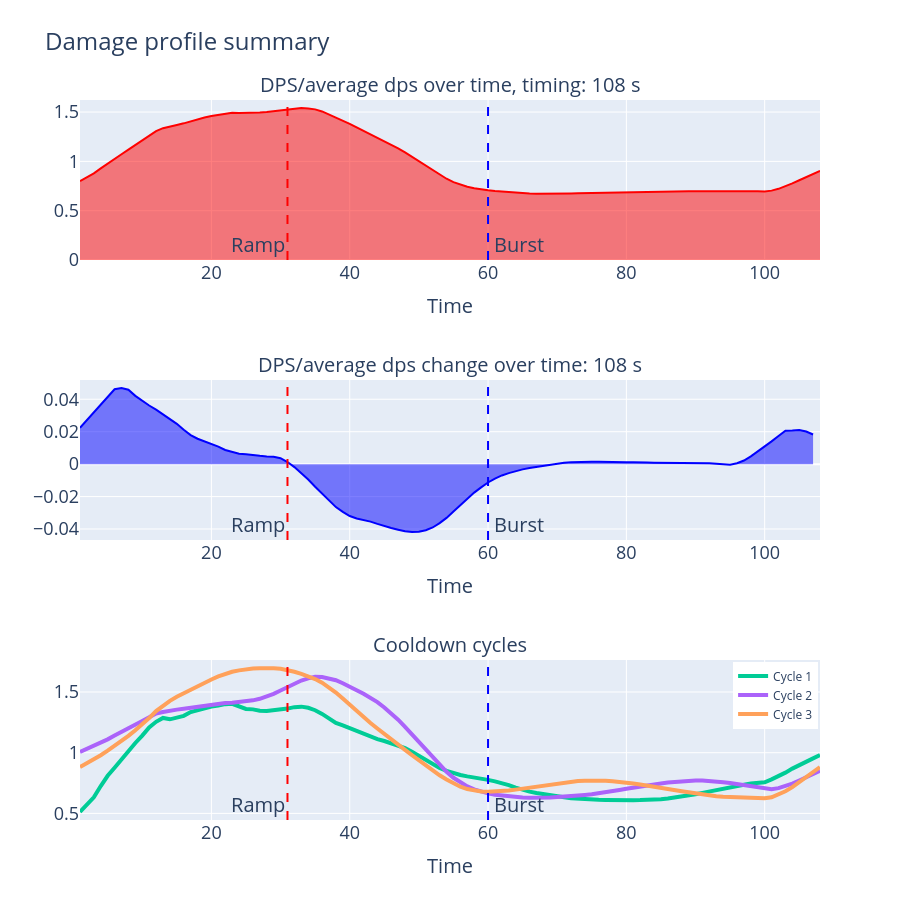 Damage profile summary
DPS/average dps over time, timing: 108 s
1.5
1
0.5
0
Ramp
Burst
20 40 60 80 100
Time
DPS/average dps change over time: 108 s
0.04
0.02
0
−0.02
−0.04
Ramp
Burst
20 40 60 80 100
Time
Cooldown cycles
1.5
1
0.5
Cycle 1
Cycle 2
Cycle 3
Ramp
Burst
20 40 60 80 100
Time